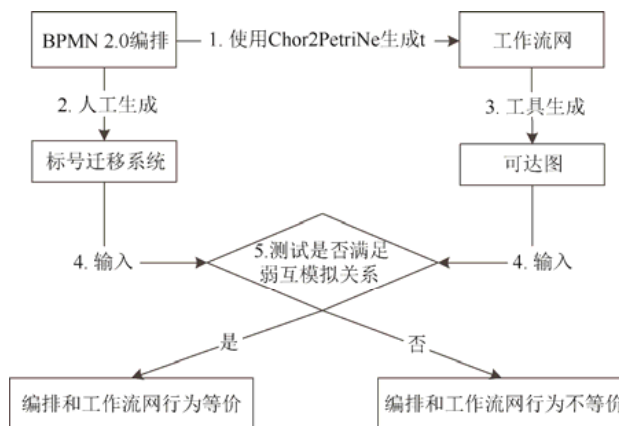 BPMN 2.0编排
1. 使用Chor2PetriNe生成t
工作流网
2. 人工生成
3. 工具生成
标号迁移系统
可达图
4. 输入
5.测试是否满足
弱互模拟关系
4. 输入
是
否
编排和工作流网行为等价
编排和工作流网行为不等价